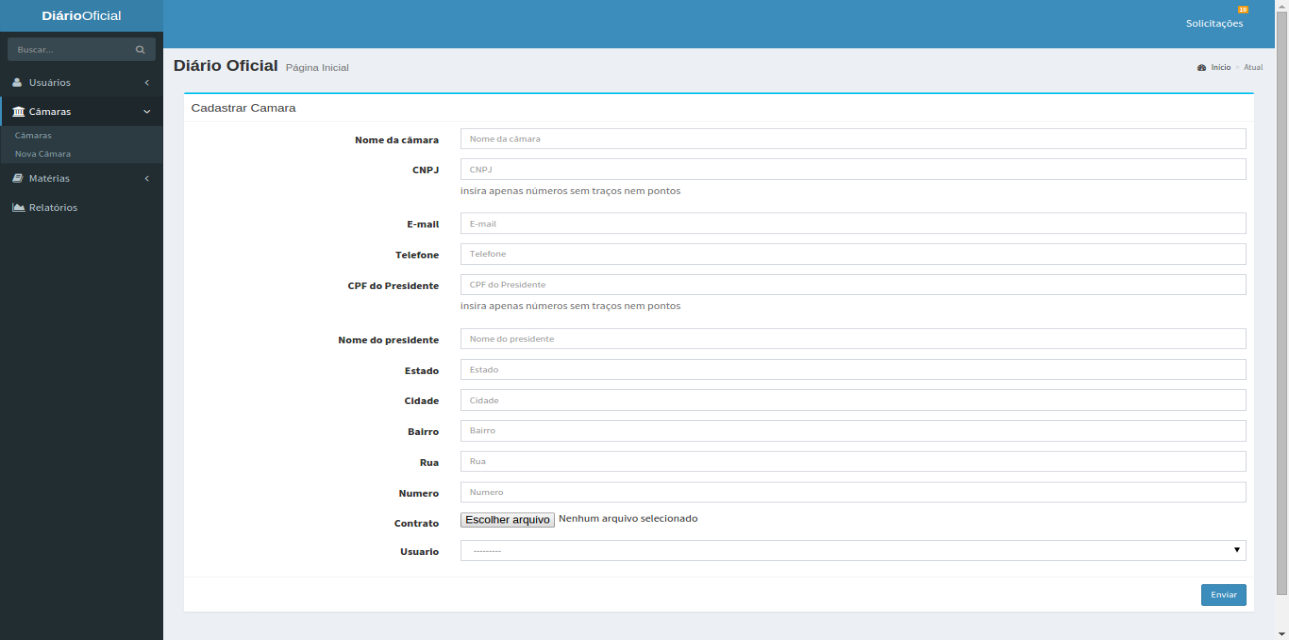 DiárioOficial
Solicitações
10
Buscar...
Usuários
Câmaras
Câmaras
Nova Câmara
Matérias
Relatórios
Diário Oficial Página Inicial
Início > Atual
Cadastrar Camara
Nome da câmara Nome da câmara
CNPJ CNPJ
insira apenas números sem traços nem pontos
E-mail E-mail
Telefone Telefone
CPF do Presidente CPF do Presidente
insira apenas números sem traços nem pontos
Nome do presidente Nome do presidente
Estado Estado
Cidade Cidade
Bairro Bairro
Rua Rua
Numero Numero
Contrato Escolher arquivo Nenhum arquivo selecionado
Usuario ---------
Enviar